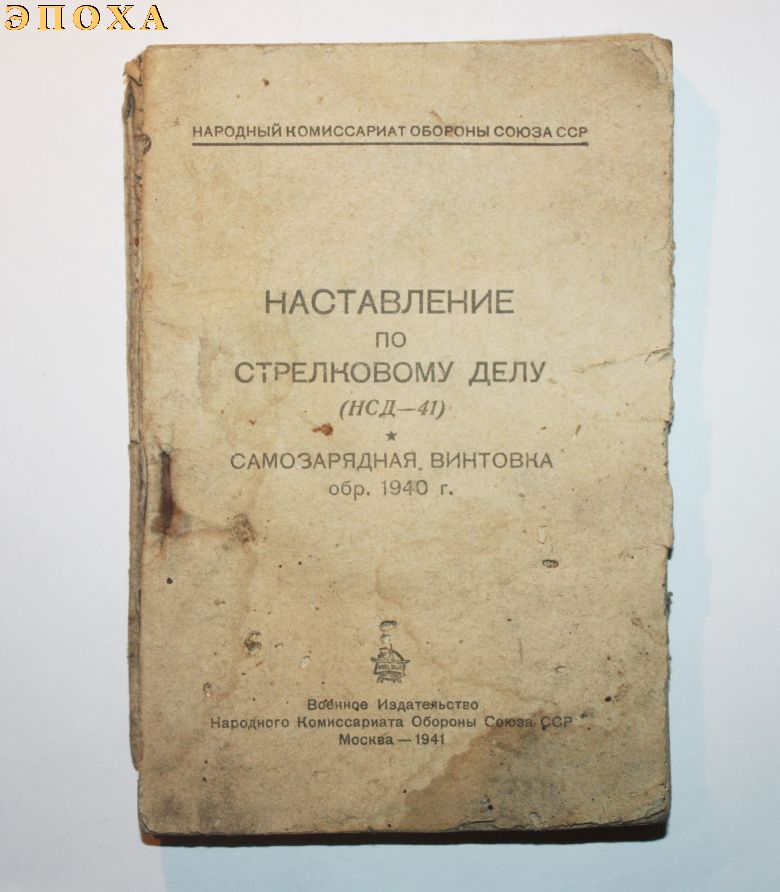 ЭПОХА
НАРОДНЫЙ КОМИССАРИАТ ОБОРОНЫ СОЮЗА ССР
НАСТАВЛЕНИЕ
ПО
СТРЕЛКОВОМУ ДЕЛУ
(НСД—41)
САМОЗАРЯДНАЯ ВИНТОВКА
обр. 1940 г.
Военное Издательство
Народного Комиссариата Обороны Союза ССР
Москва — 1941